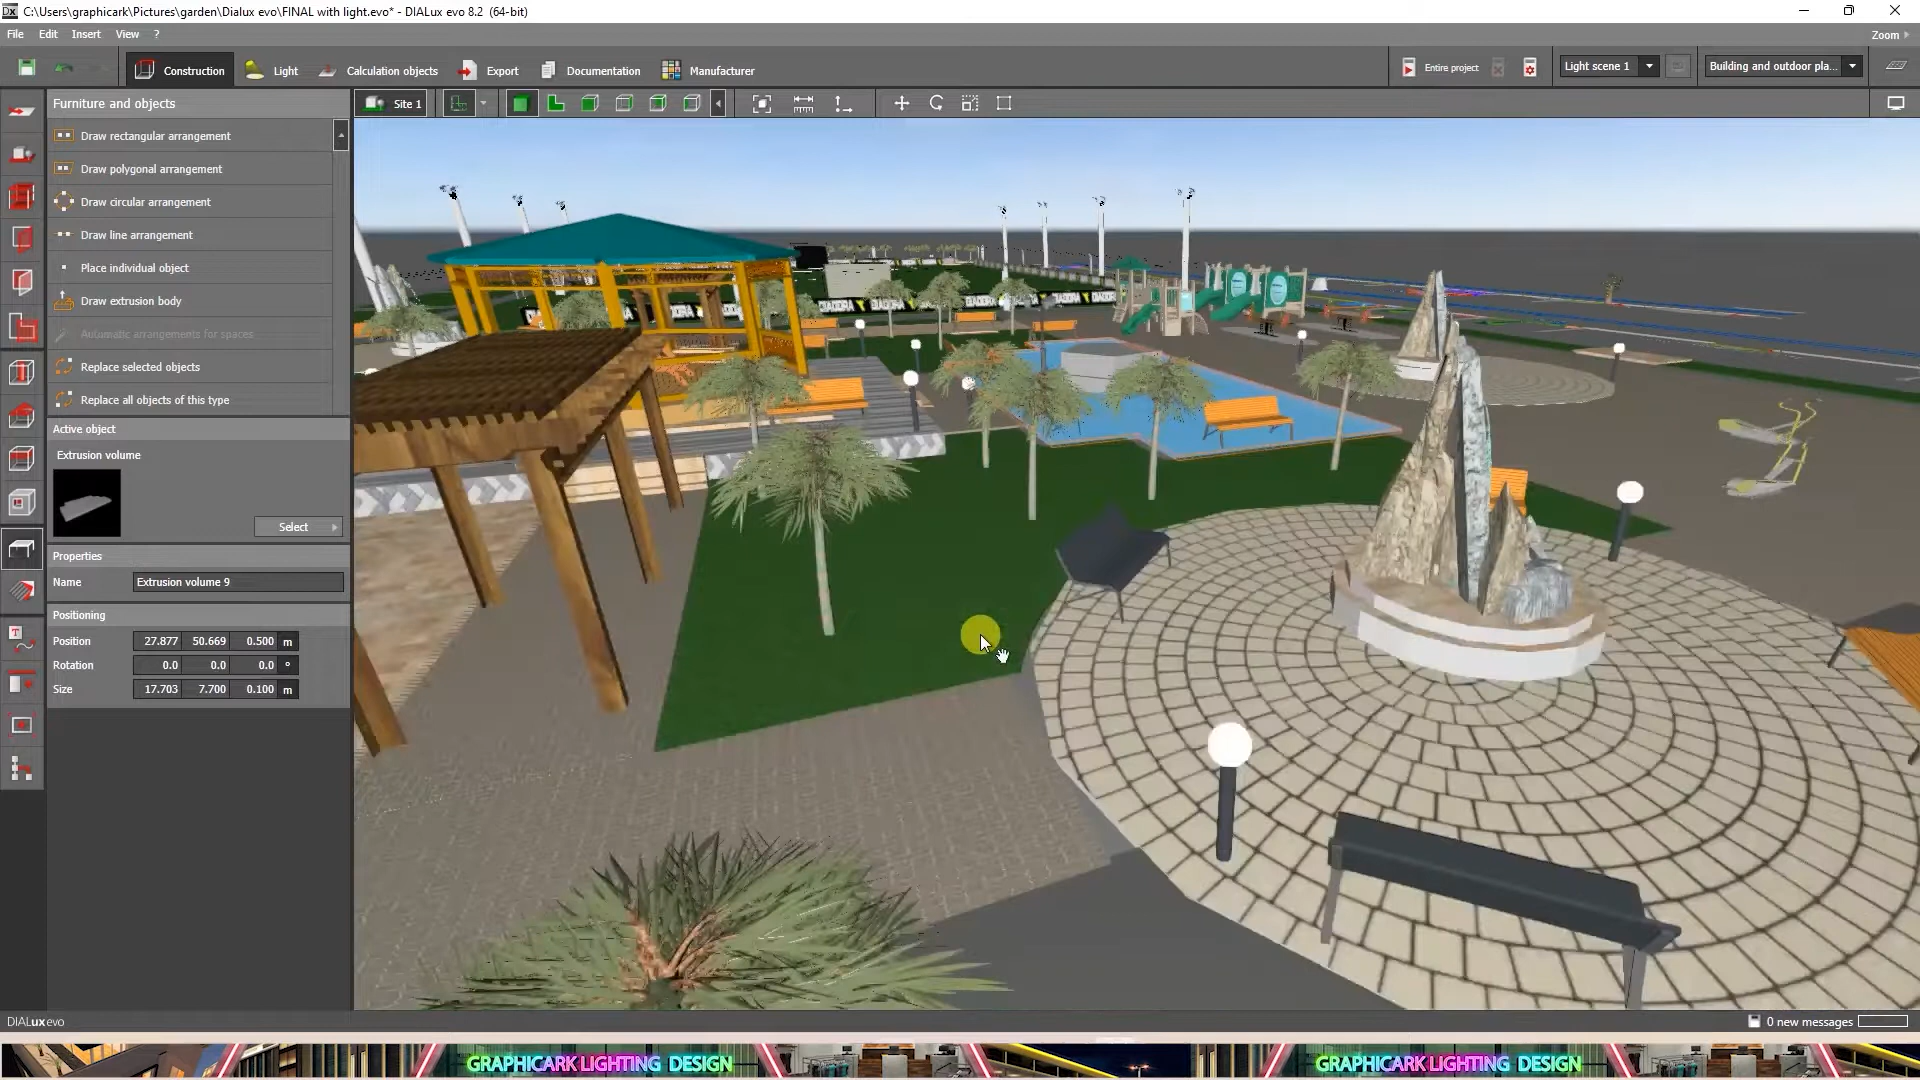 C:\Users\graphicark\Pictures\garden\Dialux evo\FINAL with light.evo* - DIALux evo 8.2  (64-bit)
File Edit Insert View ?
Zoom
Construction Light Calculation objects Export Documentation Manufacturer
Entire project
Light scene 1
Building and outdoor pla...
Furniture and objects
Site 1
Draw rectangular arrangement
Draw polygonal arrangement
Draw circular arrangement
Draw line arrangement
Place individual object
Draw extrusion body
Automatic arrangements for spaces
Replace selected objects
Replace all objects of this type
Active object
Extrusion volume
Select
Properties
Name Extrusion volume 9
Positioning
Position 27.877 50.669 0.500 m
Rotation 0.0 0.0 0.0 °
Size 17.703 7.700 0.100 m
DIADORA
DIALux evo
0 new messages
GRAPHICARK LIGHTING DESIGN
GRAPHICARK LIGHTING DESIGN